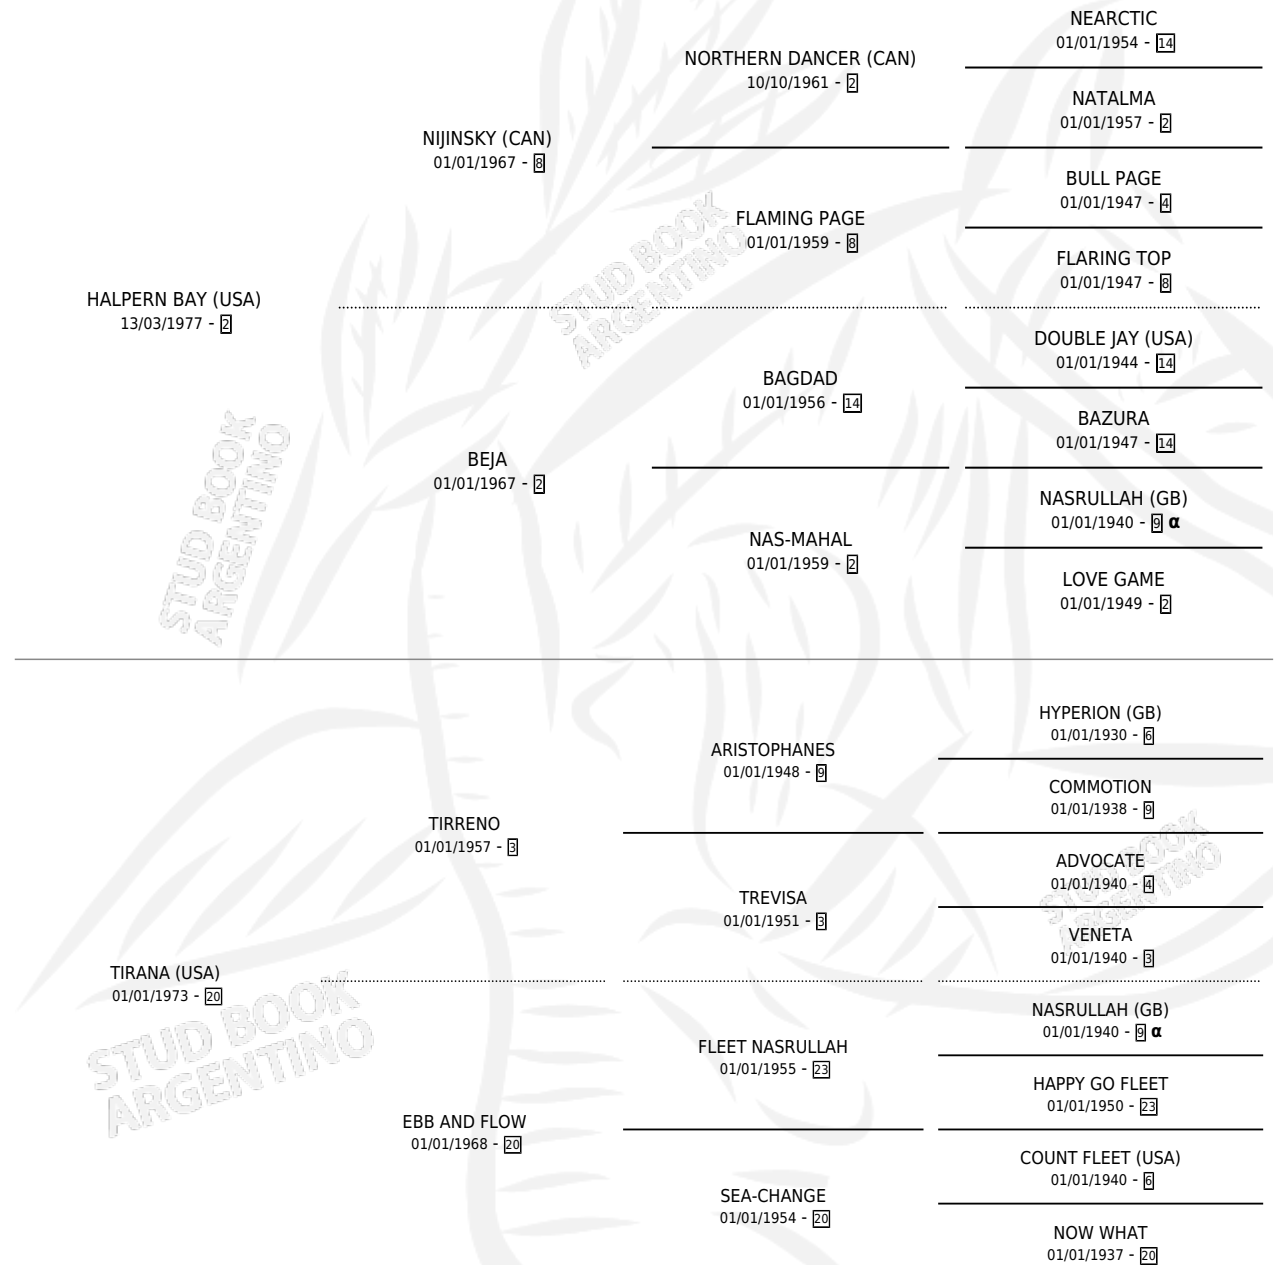 NEARCTIC
01/01/1954 - 14
NORTHERN DANCER (CAN)
10/10/1961 - 2
NATALMA
01/01/1957 - 2
NIJINSKY (CAN)
01/01/1967 - 8
BULL PAGE
01/01/1947 - 4
FLAMING PAGE
01/01/1959 - 8
FLARING TOP
01/01/1947 - 8
HALPERN BAY (USA)
13/03/1977 - 2
DOUBLE JAY (USA)
01/01/1944 - 14
BAGDAD
01/01/1956 - 14
BAZURA
01/01/1947 - 14
BEJA
01/01/1967 - 2
NASRULLAH (GB)
01/01/1940 - 9 α
NAS-MAHAL
01/01/1959 - 2
LOVE GAME
01/01/1949 - 2
HYPERION (GB)
01/01/1930 - 6
ARISTOPHANES
01/01/1948 - 9
COMMOTION
01/01/1938 - 9
TIRRENO
01/01/1957 - 3
ADVOCATE
01/01/1940 - 4
TREVISA
01/01/1951 - 3
VENETA
01/01/1940 - 3
TIRANA (USA)
01/01/1973 - 20
NASRULLAH (GB)
01/01/1940 - 9 α
FLEET NASRULLAH
01/01/1955 - 23
HAPPY GO FLEET
01/01/1950 - 23
EBB AND FLOW
01/01/1968 - 20
COUNT FLEET (USA)
01/01/1940 - 6
SEA-CHANGE
01/01/1954 - 20
NOW WHAT
01/01/1937 - 20
STUD BOOK
ARGENTINO
STUD BOOK
ARGENTINO
STUD BOOK
ARGENTINO
STUD BOOK
ARGENTINO